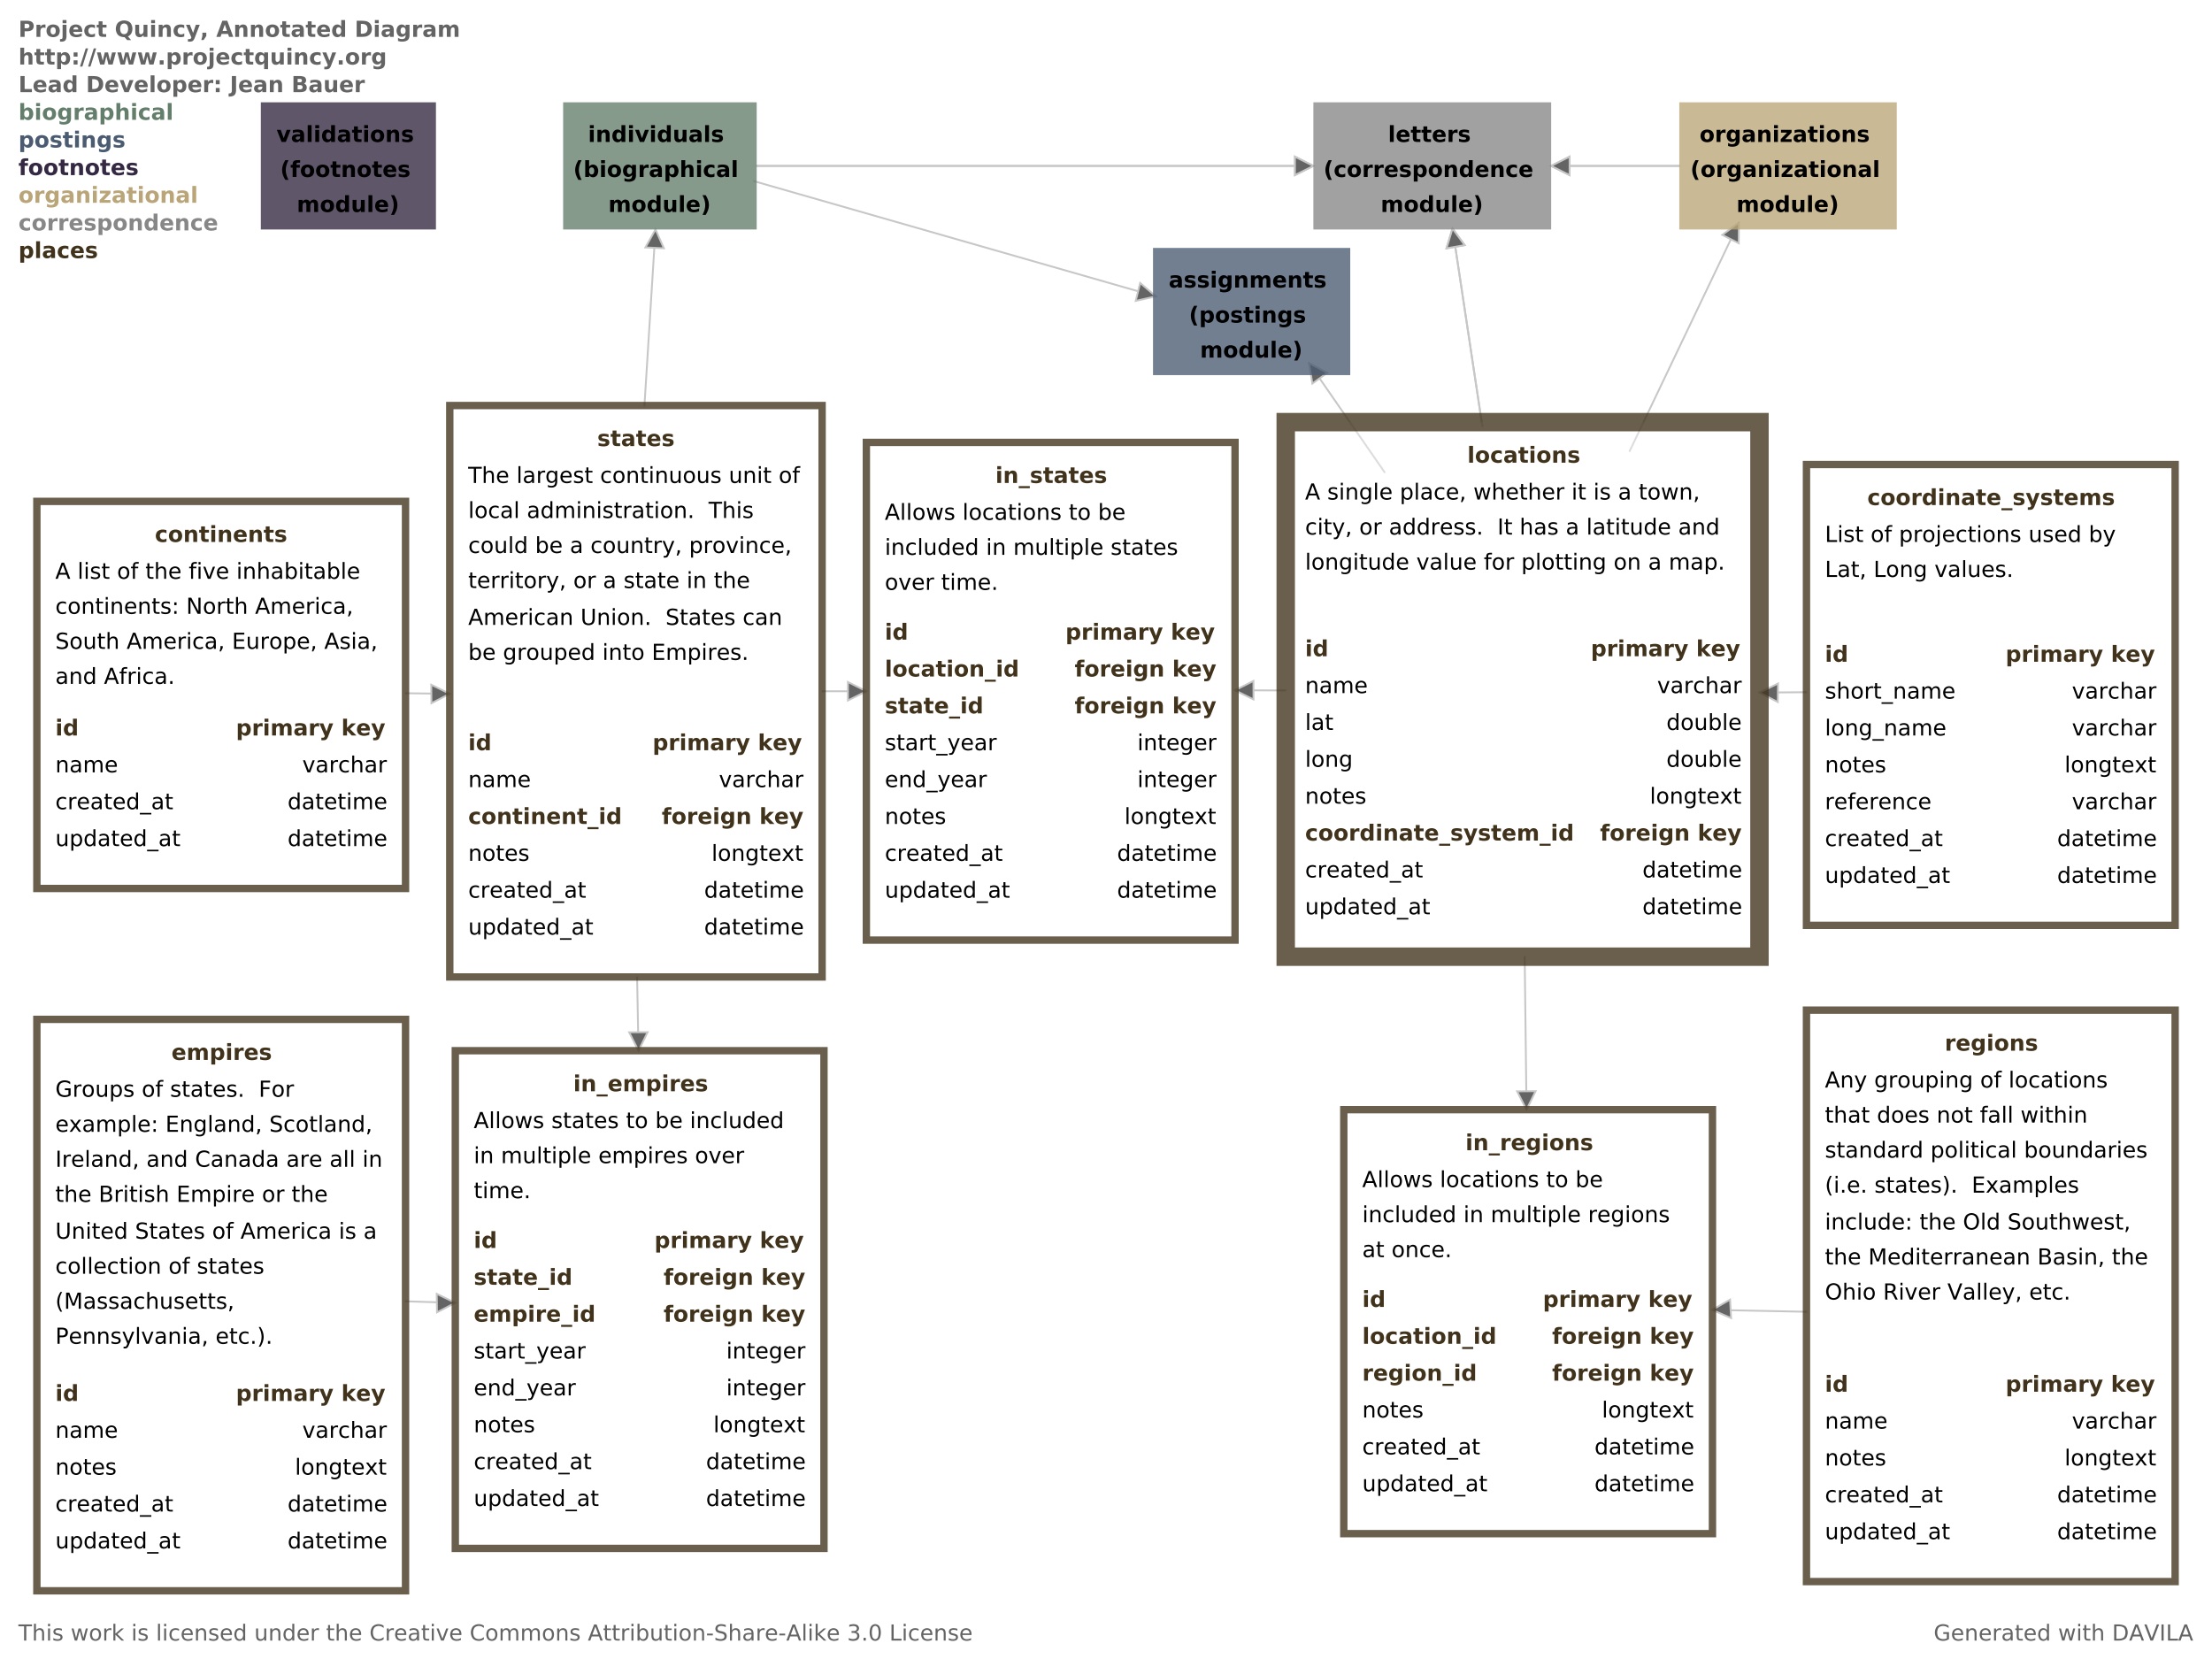 Project Quincy, Annotated Diagram
http://www.projectquincy.org
Lead Developer: Jean Bauer
biographical
postings
footnotes
organizational
correspondence
places
validations
(footnotes
module)
individuals
(biographical
module)
letters
(correspondence
module)
organizations
(organizational
module)
assignments
(postings
module)
continents
A list of the five inhabitable
continents: North America,
South America, Europe, Asia,
and Africa.
id primary key
name varchar
created_at datetime
updated_at datetime
states
The largest continuous unit of
local administration. This
could be a country, province,
territory, or a state in the
American Union. States can
be grouped into Empires.
id primary key
name varchar
continent_id foreign key
notes longtext
created_at datetime
updated_at datetime
in_states
Allows locations to be
included in multiple states
over time.
id primary key
location_id foreign key
state_id foreign key
start_year integer
end_year integer
notes longtext
created_at datetime
updated_at datetime
locations
A single place, whether it is a town,
city, or address. It has a latitude and
longitude value for plotting on a map.
id primary key
name varchar
lat double
long double
notes longtext
coordinate_system_id foreign key
created_at datetime
updated_at datetime
coordinate_systems
List of projections used by
Lat, Long values.
id primary key
short_name varchar
long_name varchar
notes longtext
reference varchar
created_at datetime
updated_at datetime
empires
Groups of states. For
example: England, Scotland,
Ireland, and Canada are all in
the British Empire or the
United States of America is a
collection of states
(Massachusetts,
Pennsylvania, etc.).
id primary key
name varchar
notes longtext
created_at datetime
updated_at datetime
in_empires
Allows states to be included
in multiple empires over
time.
id primary key
state_id foreign key
empire_id foreign key
start_year integer
end_year integer
notes longtext
created_at datetime
updated_at datetime
in_regions
Allows locations to be
included in multiple regions
at once.
id primary key
location_id foreign key
region_id foreign key
notes longtext
created_at datetime
updated_at datetime
regions
Any grouping of locations
that does not fall within
standard political boundaries
(i.e. states). Examples
include: the Old Southwest,
the Mediterranean Basin, the
Ohio River Valley, etc.
id primary key
name varchar
notes longtext
created_at datetime
updated_at datetime
This work is licensed under the Creative Commons Attribution-Share-Alike 3.0 License
Generated with DAVILA